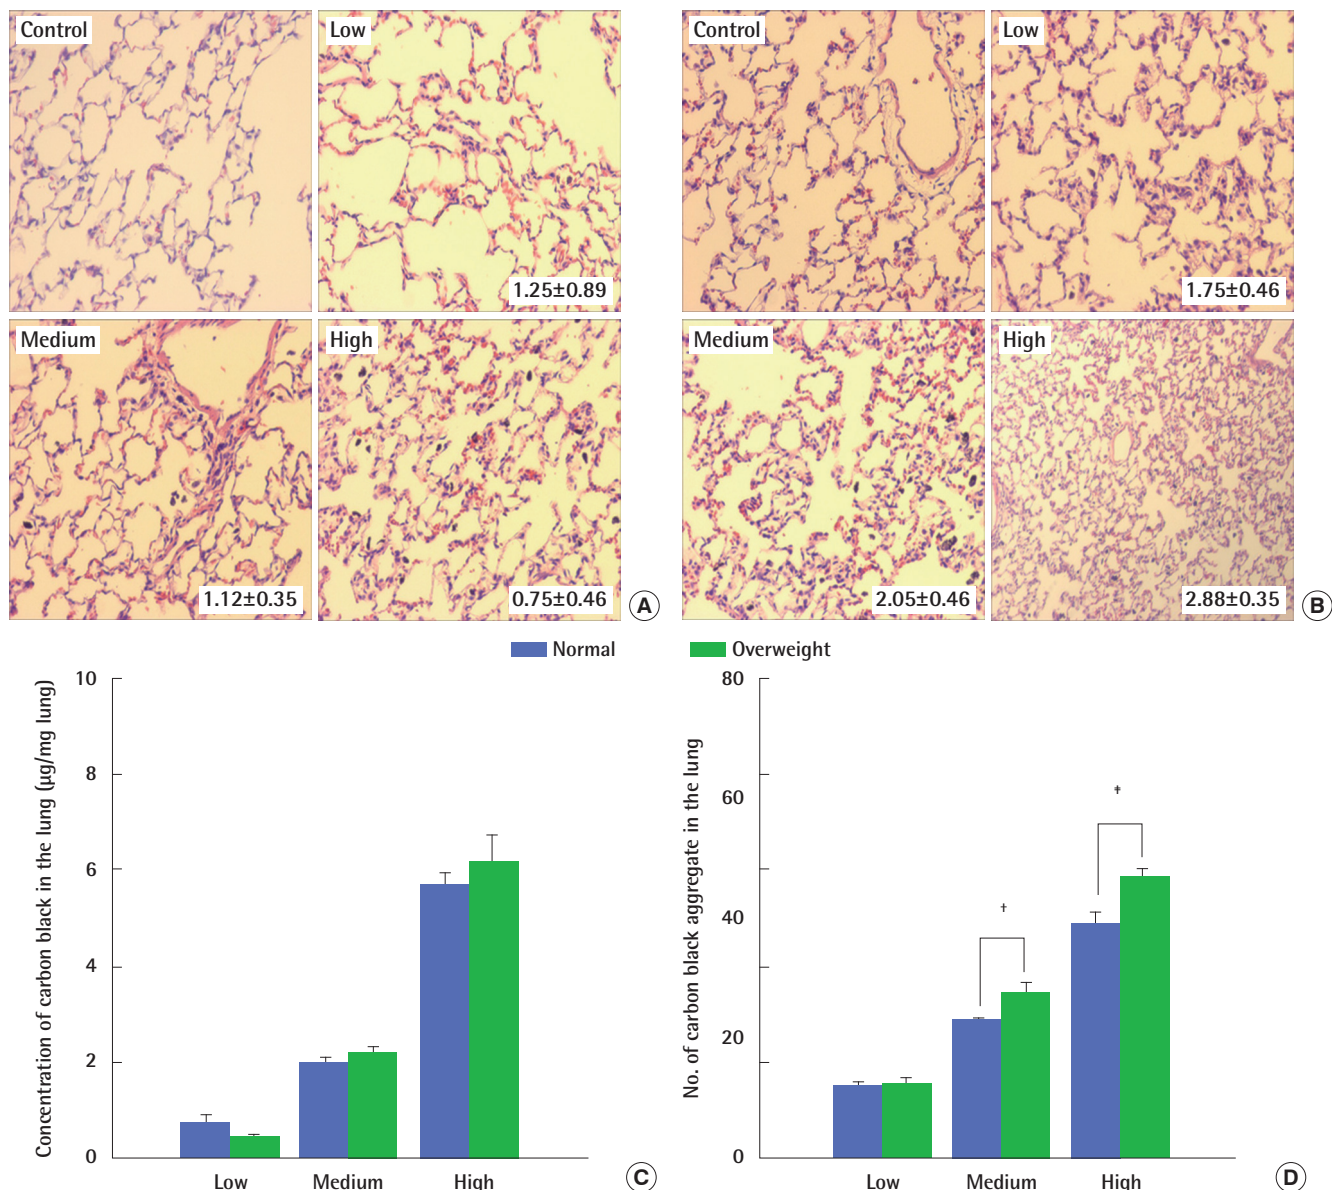 Control
Low
1.25±0.89
Medium
High
1.12±0.35
0.75±0.46
A
Control
Low
1.75±0.46
Medium
High
2.05±0.46
2.88±0.35
B
Normal
Overweight
Concentration of carbon black in the lung (µg/mg lung)
10
8
6
4
2
0
Low
Medium
High
C
No. of carbon black aggregate in the lung
80
60
40
20
0
†
‡
Low
Medium
High
D